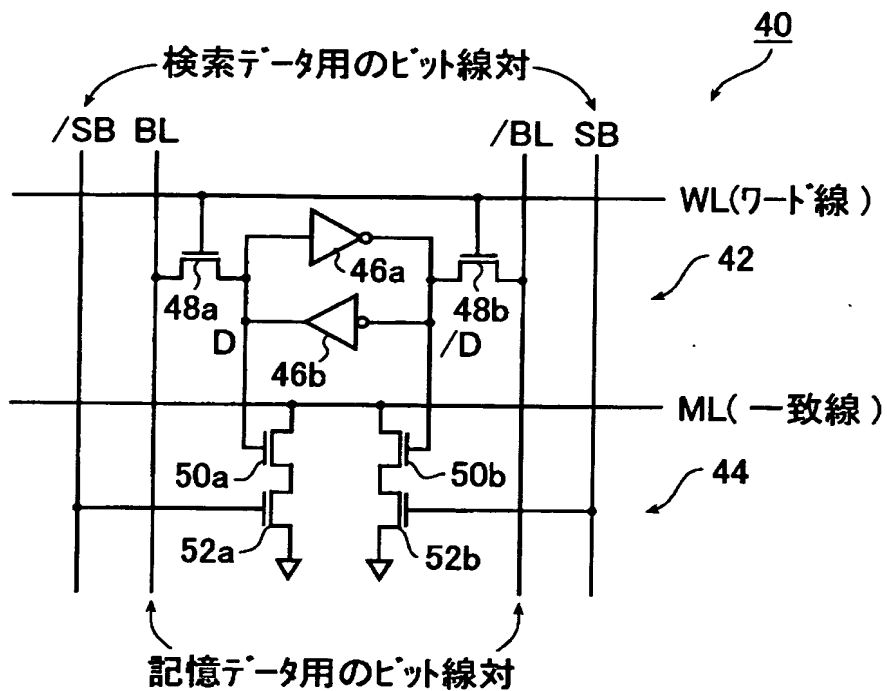 40
検索データ用のビット線対
/SB BL /BL SB
WL(ワード線)
46a
42
48a 48b
D /D
46b
ML(一致線)
50a 50b
44
52a 52b
記憶データ用のビット線対